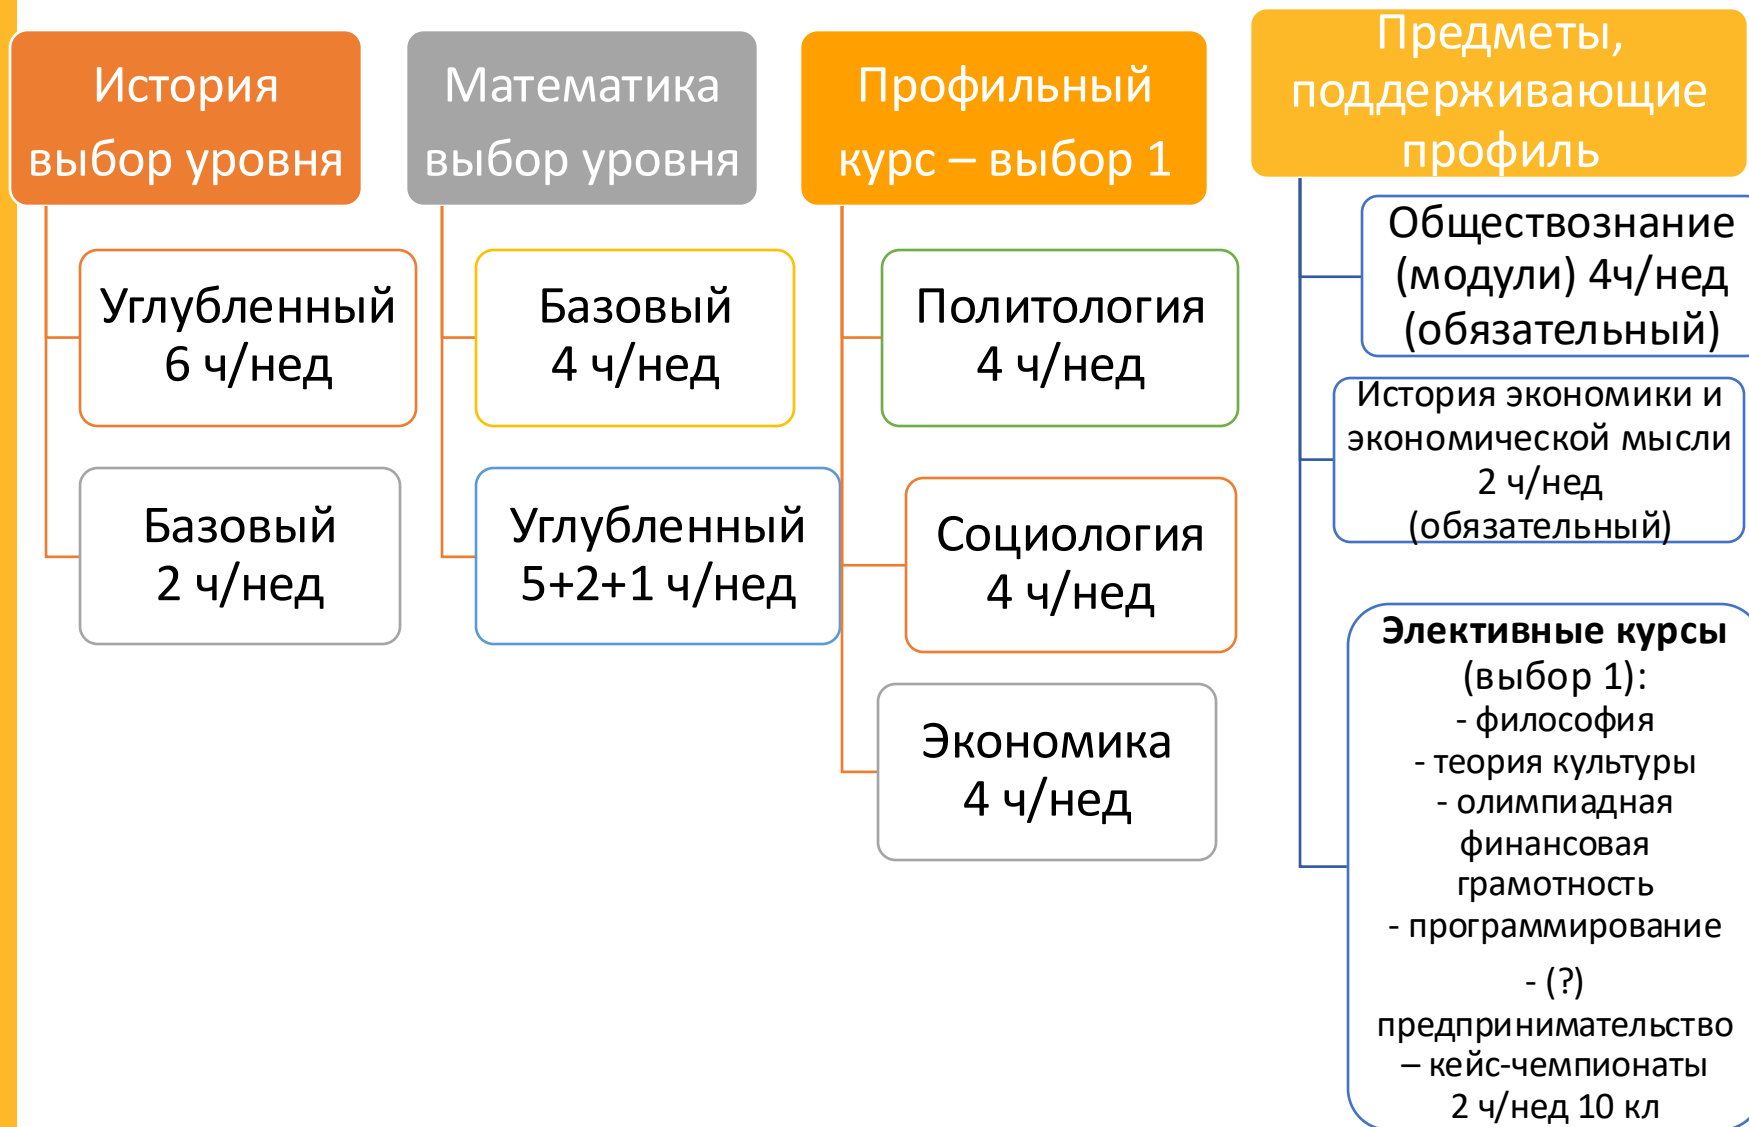 История
выбор уровня
Углубленный
6 ч/нед
Базовый
2 ч/нед
Математика
выбор уровня
Базовый
4 ч/нед
Углубленный
5+2+1 ч/нед
Профильный
курс – выбор 1
Политология
4 ч/нед
Социология
4 ч/нед
Экономика
4 ч/нед
Предметы,
поддерживающие
профиль
Обществознание
(модули) 4ч/нед
(обязательный)
История экономики и
экономической мысли
2 ч/нед
(обязательный)
Элективные курсы
(выбор 1):
- философия
- теория культуры
- олимпиадная
финансовая
грамотность
- программирование
- (?)
предпринимательство
– кейс-чемпионаты
2 ч/нед 10 кл